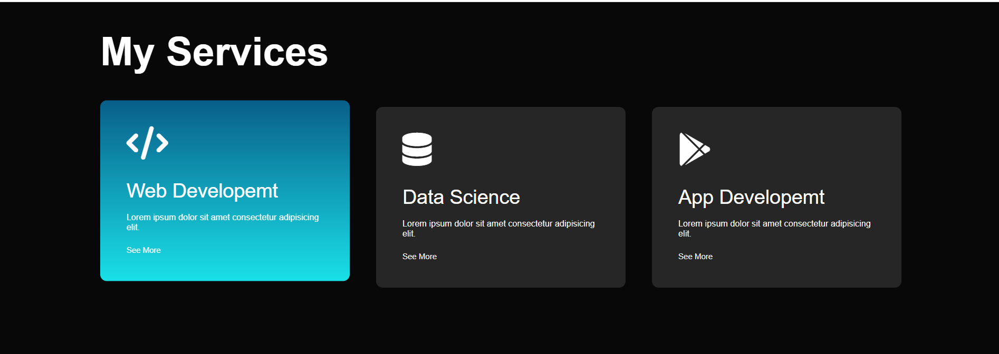 My Services
Web Developemt
Lorem ipsum dolor sit amet consectetur adipisicing
elit.
See More
Data Science
Lorem ipsum dolor sit amet consectetur adipisicing
elit.
See More
App Developemt
Lorem ipsum dolor sit amet consectetur adipisicing
elit.
See More